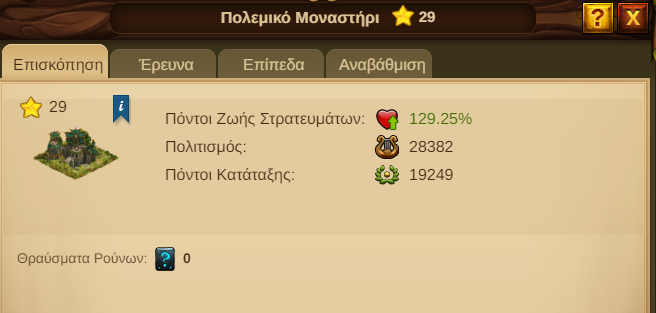 Πολεμικό Μοναστήρι 29
? X
Επισκόπηση Έρευνα Επίπεδα Αναβάθμιση
29 i
Πόντοι Ζωής Στρατευμάτων: 129.25%
Πολιτισμός: 28382
Πόντοι Κατάταξης: 19249
Θραύσματα Ρούνων: ? 0